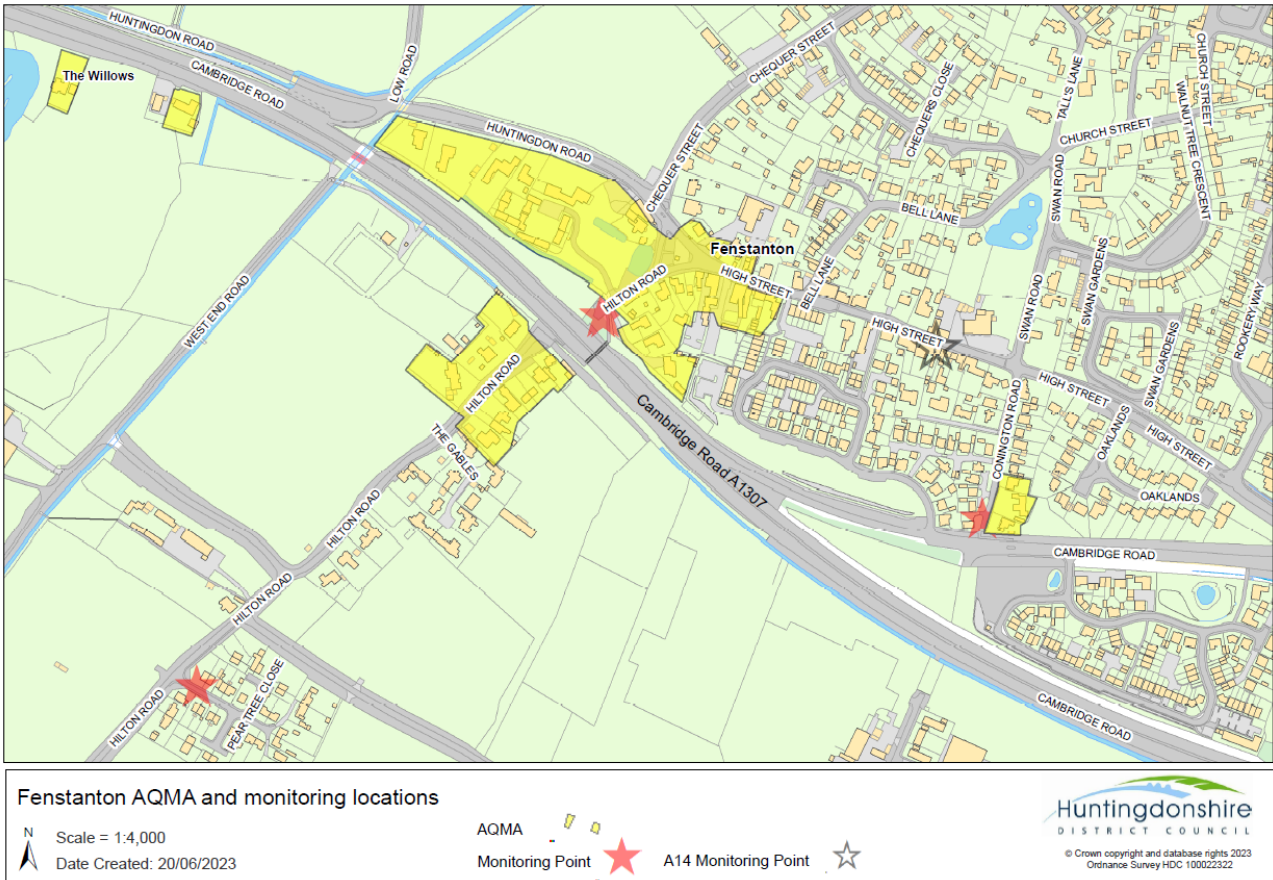 HUNTINGDON ROAD
The Willows
CAMBRIDGE ROAD
LOW ROAD
HUNTINGDON ROAD
CHEQUER STREET
CHEQUER STREET
CHEQUERS CLOSE
TALL'S LANE
CHURCH STREET
CHURCH STREET
WALNUT TREE CRESCENT
SWAN ROAD
BELL LANE
Fenstanton
HILTON ROAD
HIGH STREET
BELL LANE
WEST END ROAD
HIGH STREET
SWAN ROAD
SWAN GARDENS
ROOKERY WAY
SWAN GARDENS
HILTON ROAD
THE GABLES
Cambridge Road A1307
HIGH STREET
CONINGTON ROAD
OAKLANDS
HIGH STREET
OAKLANDS
HILTON ROAD
CAMBRIDGE ROAD
HILTON ROAD
PEAR TREE CLOSE
HILTON ROAD
CAMBRIDGE ROAD
Fenstanton AQMA and monitoring locations
N
Scale = 1:4,000
Date Created: 20/06/2023
AQMA
Monitoring Point
A14 Monitoring Point
Huntingdonshire
DISTRICT COUNCIL
© Crown copyright and database rights 2023
Ordnance Survey HDC 100022322